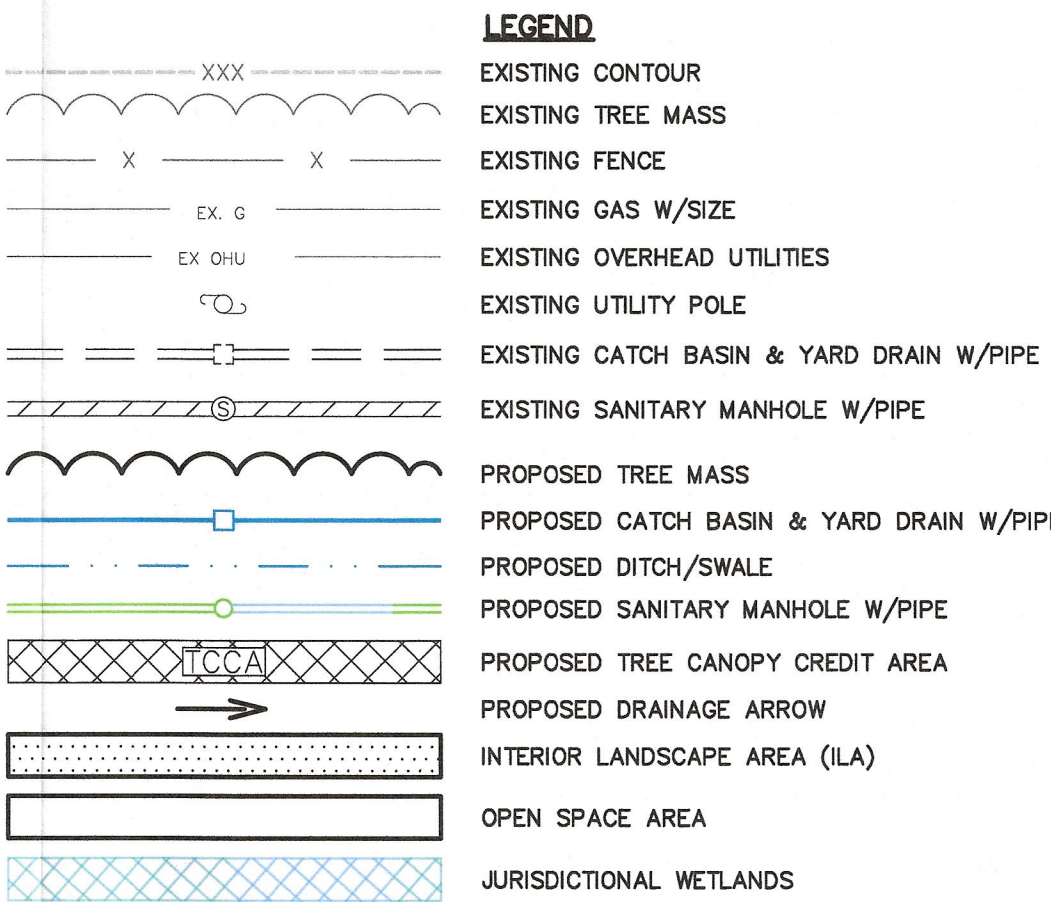 LEGEND
XXX EXISTING CONTOUR
EXISTING TREE MASS
X X EXISTING FENCE
EX. G EXISTING GAS W/SIZE
EX OHU EXISTING OVERHEAD UTILITIES
EXISTING UTILITY POLE
EXISTING CATCH BASIN & YARD DRAIN W/PIPE
S EXISTING SANITARY MANHOLE W/PIPE
PROPOSED TREE MASS
PROPOSED CATCH BASIN & YARD DRAIN W/PIPE
PROPOSED DITCH/SWALE
PROPOSED SANITARY MANHOLE W/PIPE
TCCA PROPOSED TREE CANOPY CREDIT AREA
PROPOSED DRAINAGE ARROW
INTERIOR LANDSCAPE AREA (ILA)
OPEN SPACE AREA
JURISDICTIONAL WETLANDS